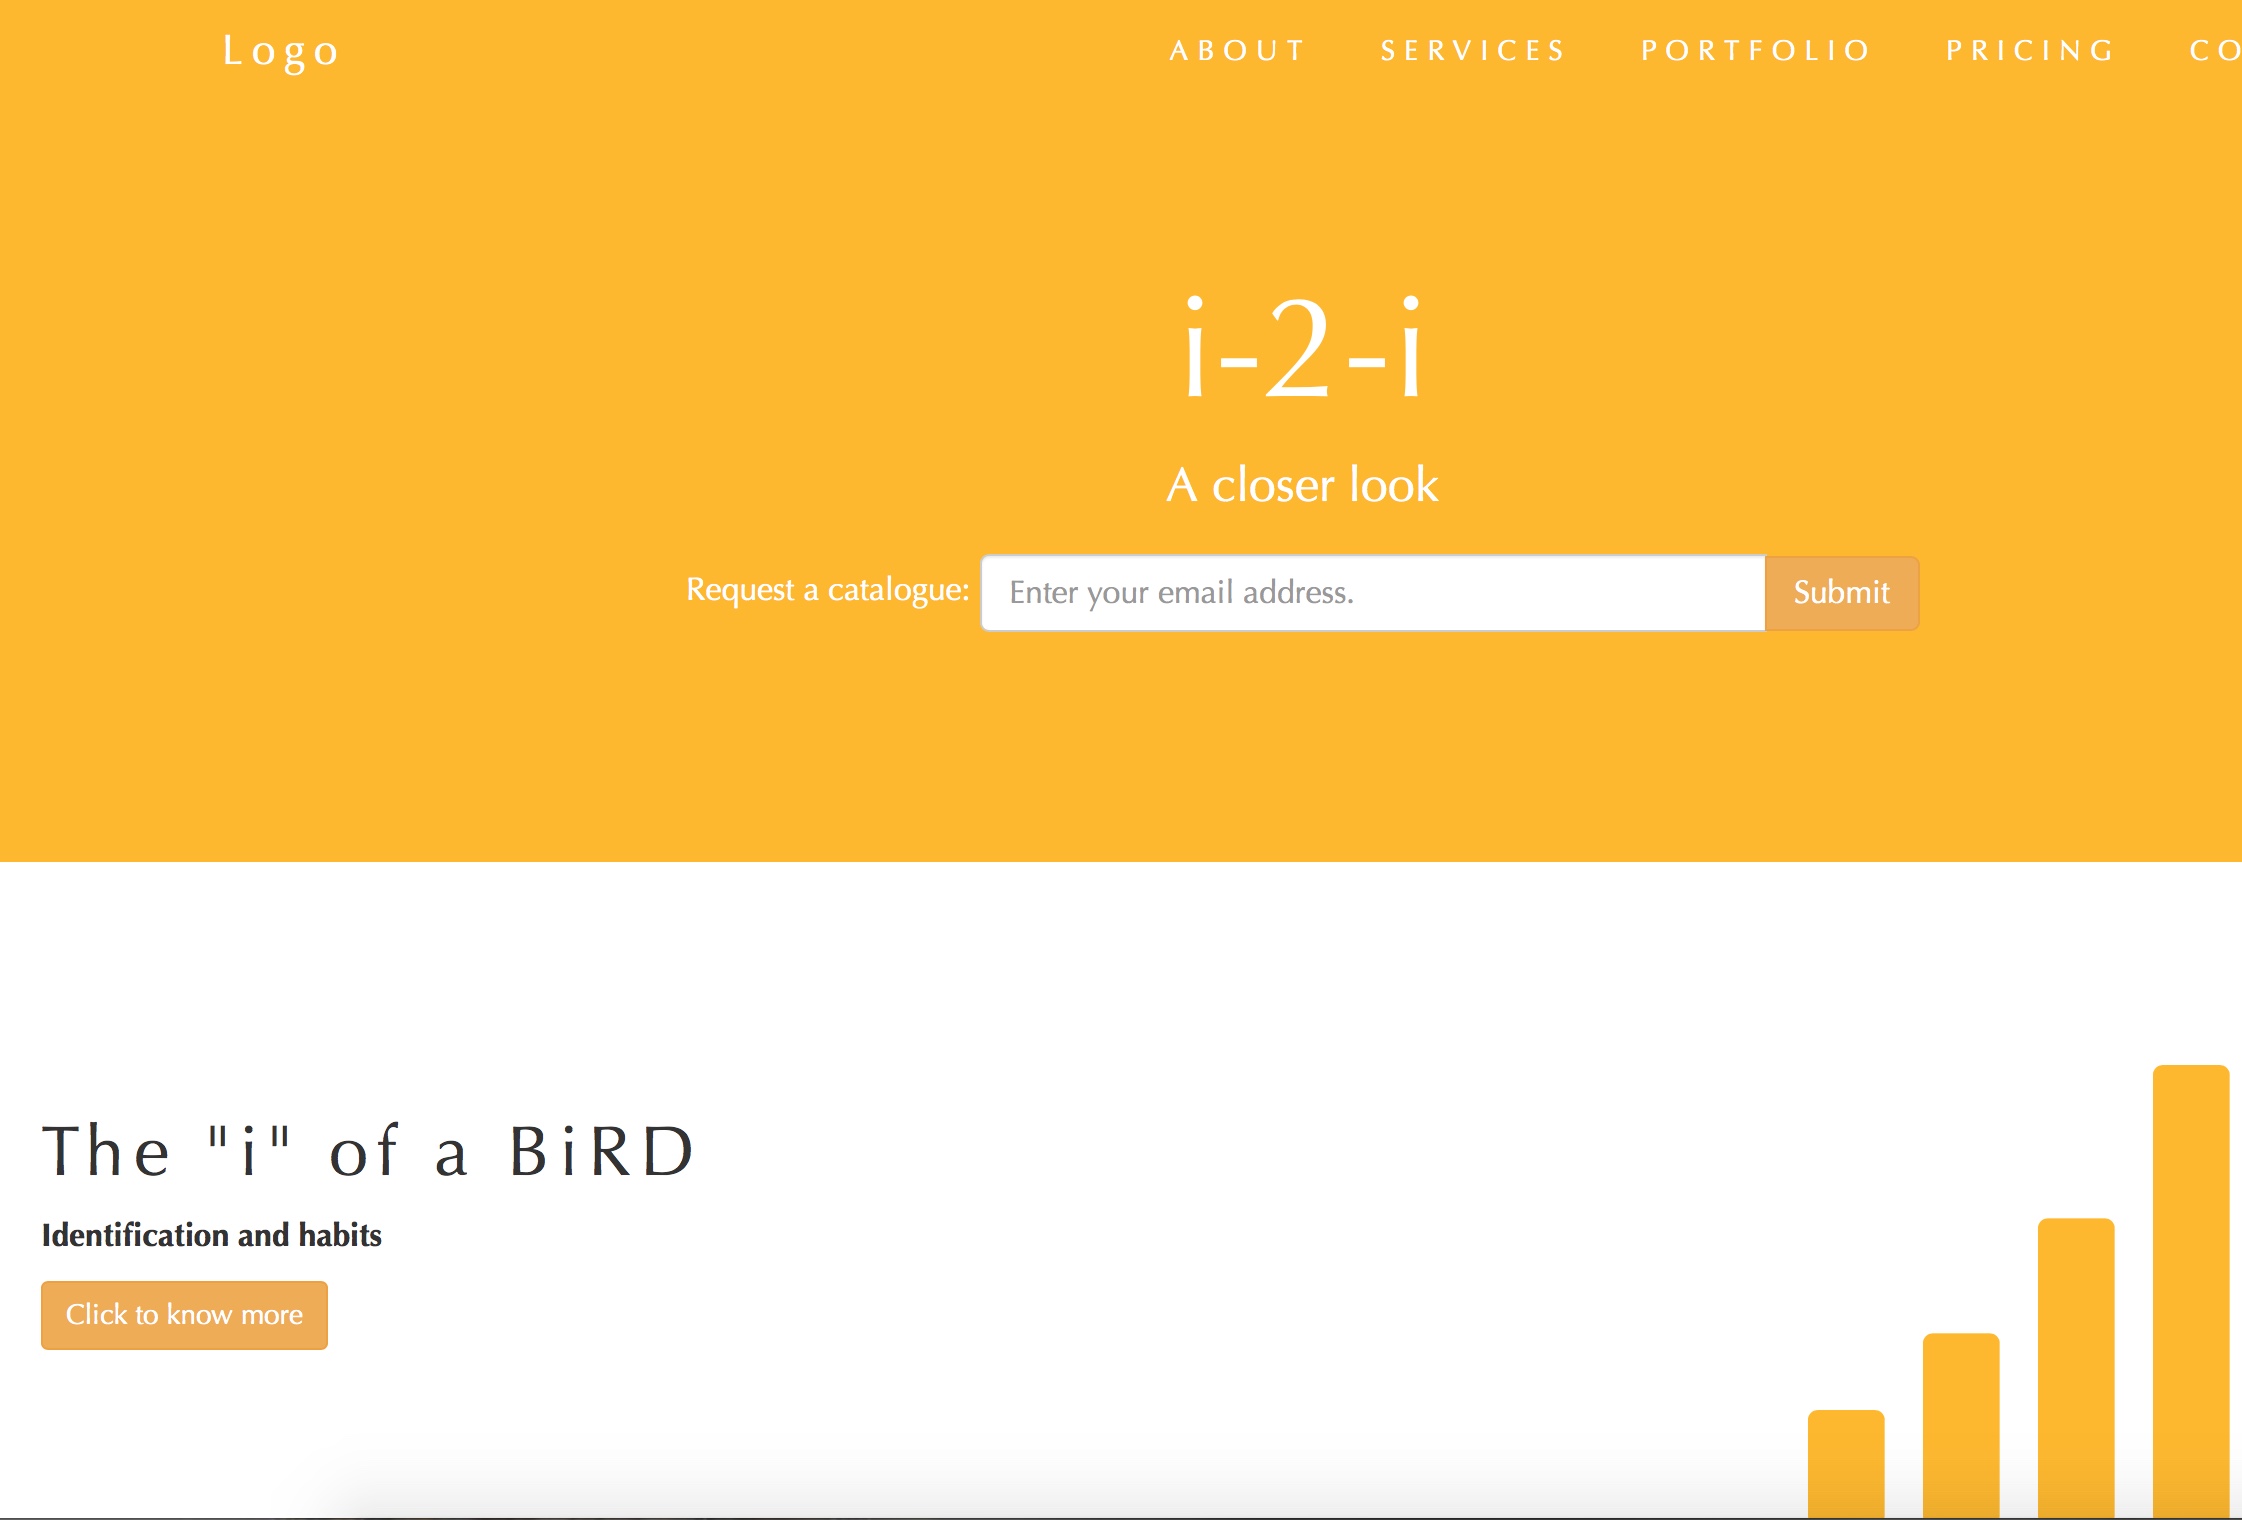 Logo
ABOUT SERVICES PORTFOLIO PRICING
i-2-i
A closer look
Request a catalogue: Enter your email address. Submit
The "i" of a BiRD
Identification and habits
Click to know more